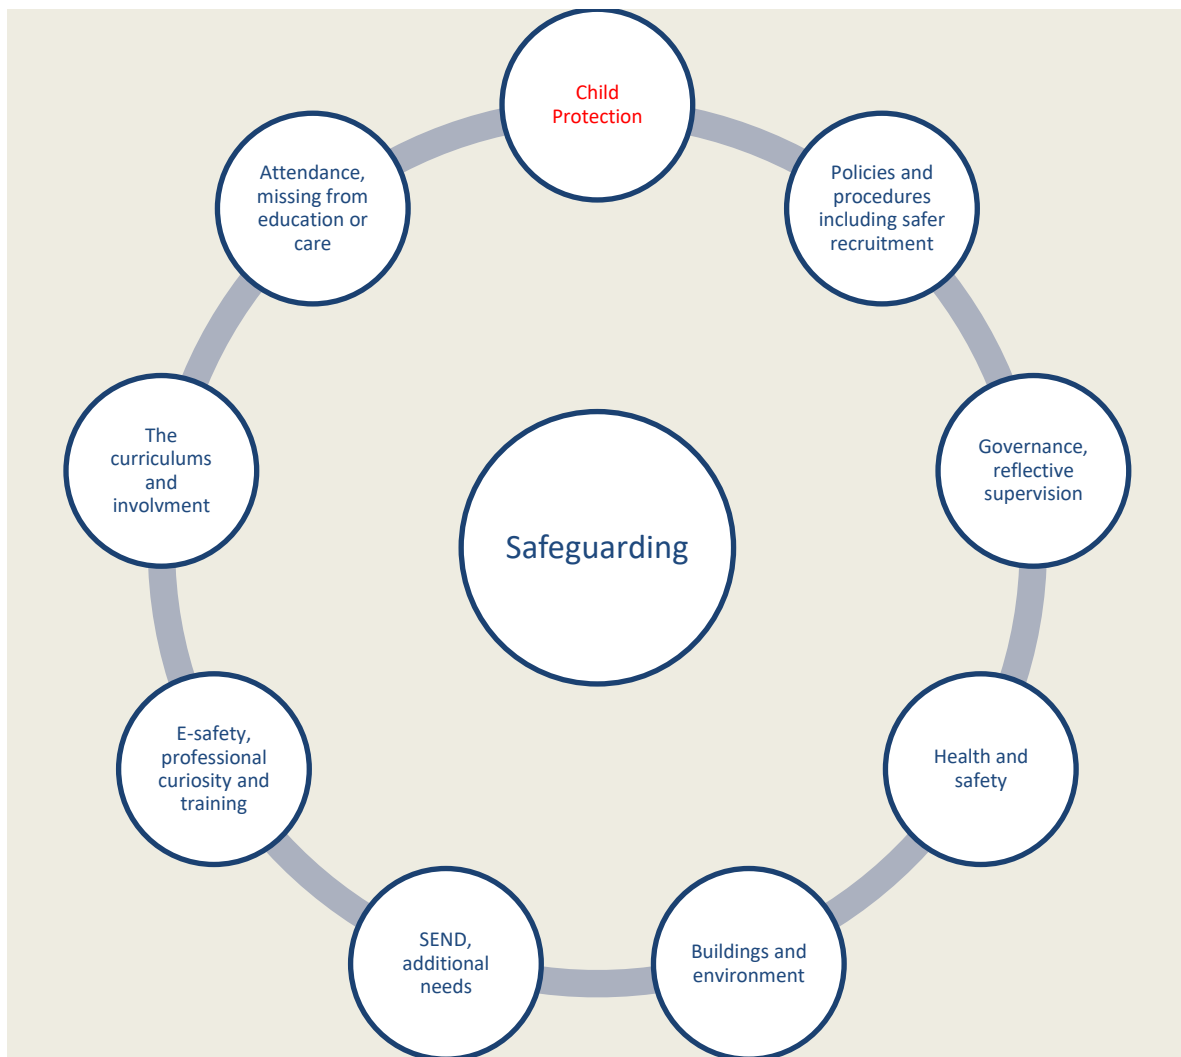 Child
Protection
Policies and
procedures
including safer
recruitment
Governance,
reflective
supervision
Health and
safety
Buildings and
environment
SEND,
additional
needs
E-safety,
professional
curiosity and
training
The
curriculums
and
involvment
Attendance,
missing from
education or
care
Safeguarding